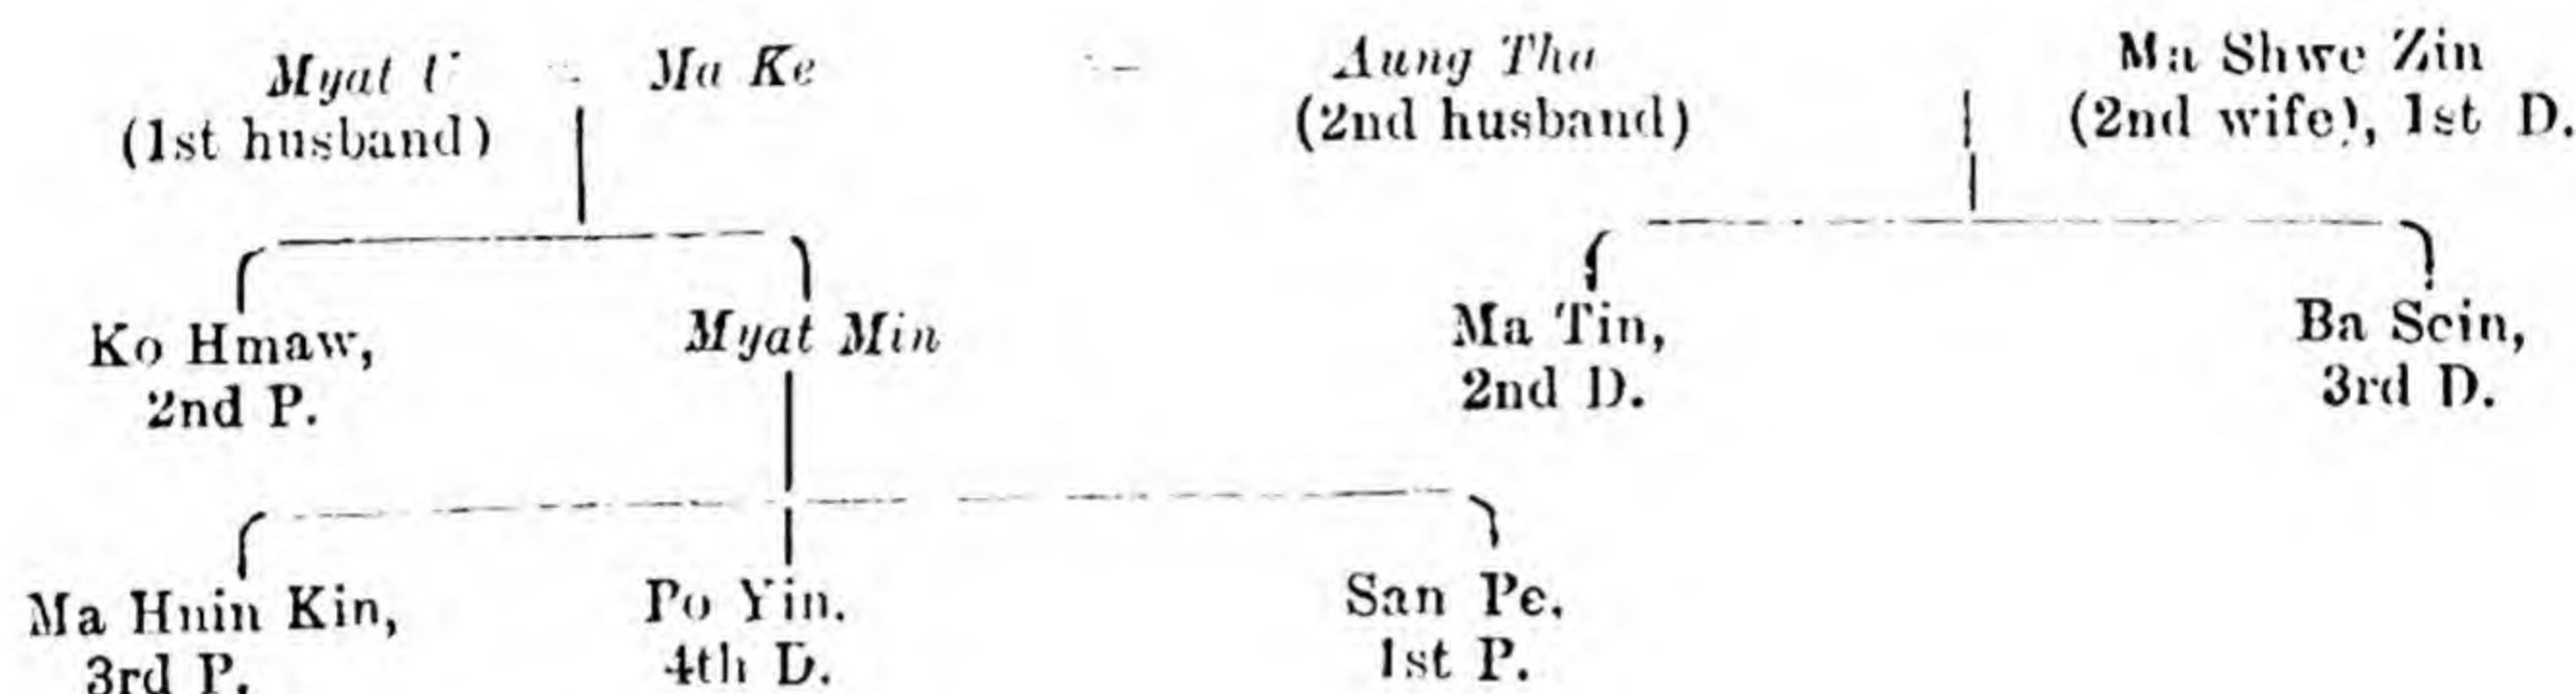 Myat U = Ma Ke = Aung Tha Ma Shwe Zin
(1st husband) (2nd husband) (2nd wife), 1st D.
Ko Hmaw, Myat Min Ma Tin, Ba Sein,
2nd P. 2nd D. 3rd D.
Ma Hnin Kin, Po Yin. San Pe,
3rd P. 4th D. 1st P.